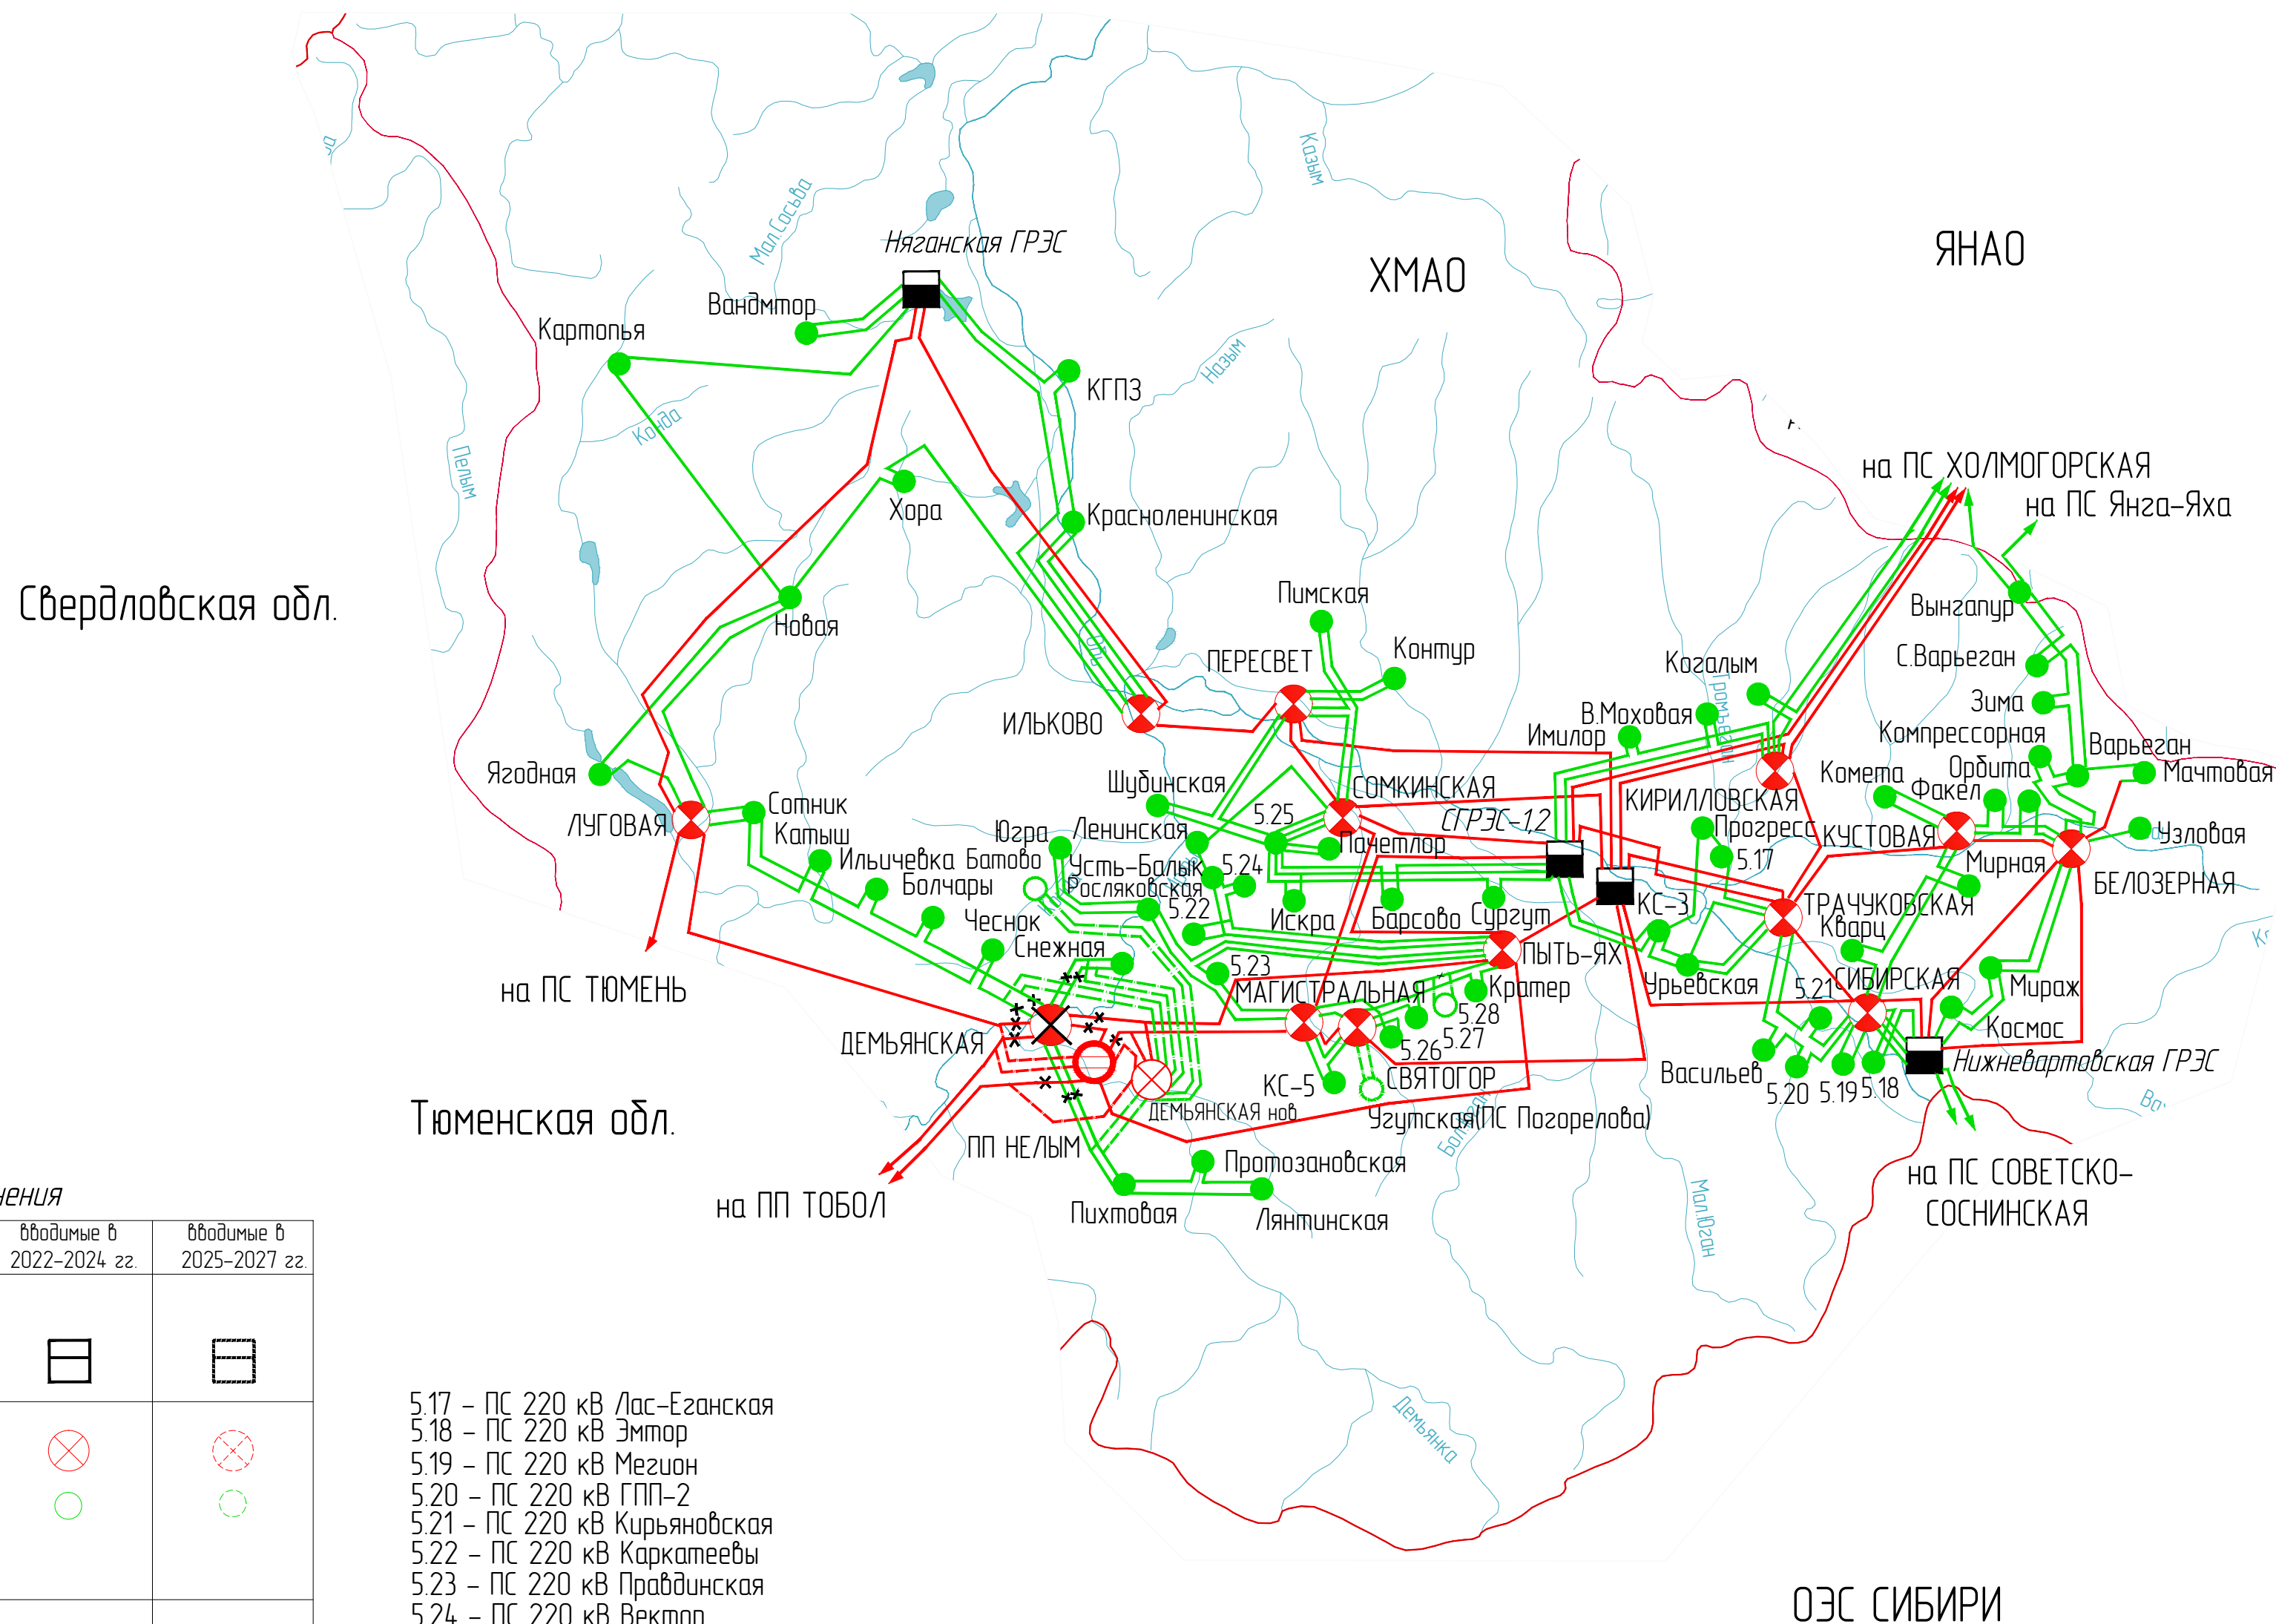 Казым
Мал.Сосьва
Няганская ГРЭС
ХМАО
ЯНАО
Вандмтор
Картопья
КГПЗ
Назым
Конда
Пелым
на ПС ХОЛМОГОРСКАЯ
на ПС Янга-Яха
Хора
Красноленинская
Свердловская обл.
Пимская
Вынгапур
Новая
Обь
ПЕРЕСВЕТ
Контур
Когалым
С.Варьеган
Зима
ИЛЬКОВО
В.Моховая
Имилор
Тромъеган
Компрессорная
Варьеган
Ягодная
Шубинская
СОМКИНСКАЯ
Комета
Орбита
Мачтовая
Факел
Сотник
ЛУГОВАЯ
Катыш
Югра
Ленинская
5.25
Пачетлор
СГРЭС-1,2
КИРИЛЛОВСКАЯ
Прогресс
КУСТОВАЯ
Узловая
Ильичевка
Батово
Усть-Балык
5.24
5.17
Мирная
БЕЛОЗЕРНАЯ
Болчары
Росляковская
5.22
Искра
Барсово
Сургут
КС-3
ТРАЧУКОВСКАЯ
Кварц
Чеснок
Снежная
5.23
ПЫТЬ-ЯХ
на ПС ТЮМЕНЬ
МАГИСТРАЛЬНАЯ
Кратер
Урьевская
5.21
СИБИРСКАЯ
Мираж
ДЕМЬЯНСКАЯ
5.28
5.27
5.26
Космос
Васильев
5.20
5.19
5.18
Нижневартовская ГРЭС
КС-5
СВЯТОГОР
Тюменская обл.
ДЕМЬЯНСКАЯ нов
Угутская(ПС Погорелова)
ПП НЕЛЫМ
Протозановская
на ПП ТОБОЛ
Пихтовая
Лянтинская
Мал.Юган
на ПС СОВЕТСКО-
СОСНИНСКАЯ
вводимые в
2022-2024 гг.
вводимые в
2025-2027 гг.
Демьянка
5.17 - ПС 220 кВ Лас-Еганская
5.18 - ПС 220 кВ Эмтор
5.19 - ПС 220 кВ Мегион
5.20 - ПС 220 кВ ГПП-2
5.21 - ПС 220 кВ Кирьяновская
5.22 - ПС 220 кВ Каркатеевы
5.23 - ПС 220 кВ Правдинская
5.24 - ПС 220 кВ Вектор
ОЭС СИБИРИ